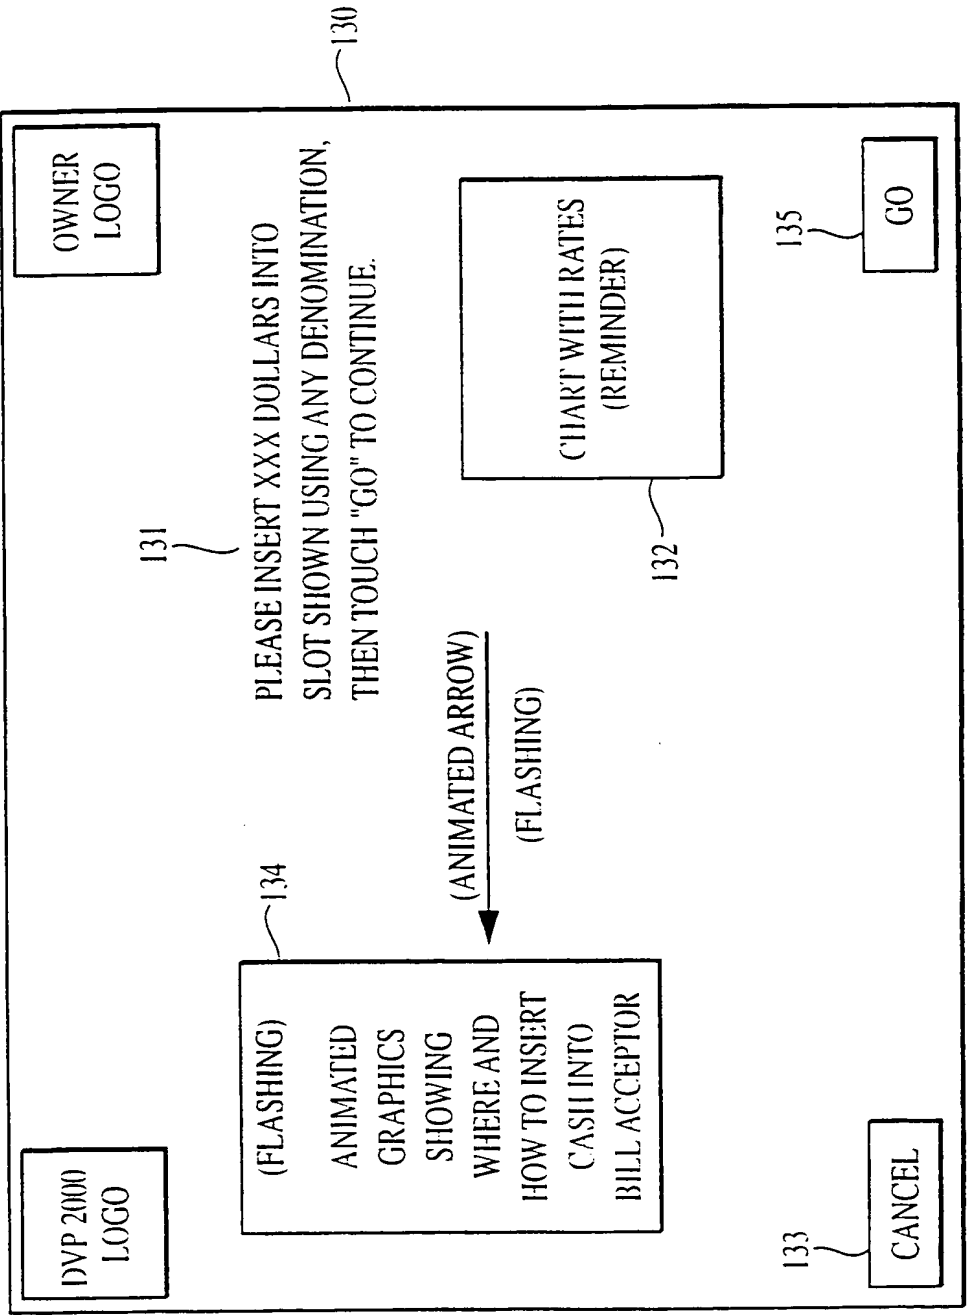 DVP 2000
LOGO
OWNER
LOGO
130
131
PLEASE INSERT XXX DOLLARS INTO
SLOT SHOWN USING ANY DENOMINATION,
THEN TOUCH "GO" TO CONTINUE.
134
(FLASHING)
ANIMATED
GRAPHICS
SHOWING
WHERE AND
HOW TO INSERT
CASH INTO
BILL ACCEPTOR
(ANIMATED ARROW)
(FLASHING)
CHART WITH RATES
(REMINDER)
132
133
CANCEL
135
GO